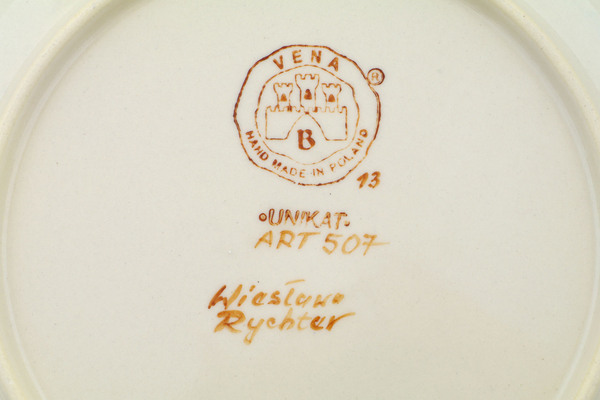 VENA
®
B
HAND MADE IN POLAND
13
•UNIKAT•
ART 507
Wiesława
Rychter